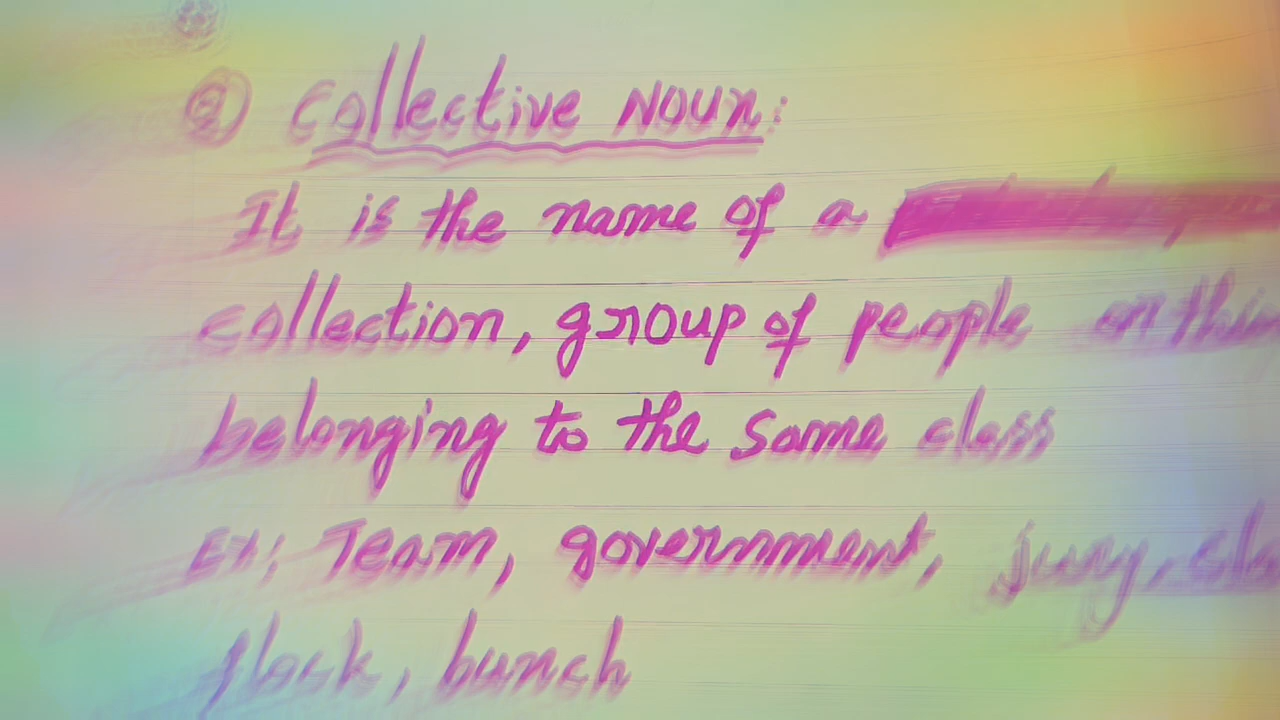 Collective Noun:
It is the name of a
collection, group of people
belonging to the same class
Ex: Team, government, jury,
flock, bunch